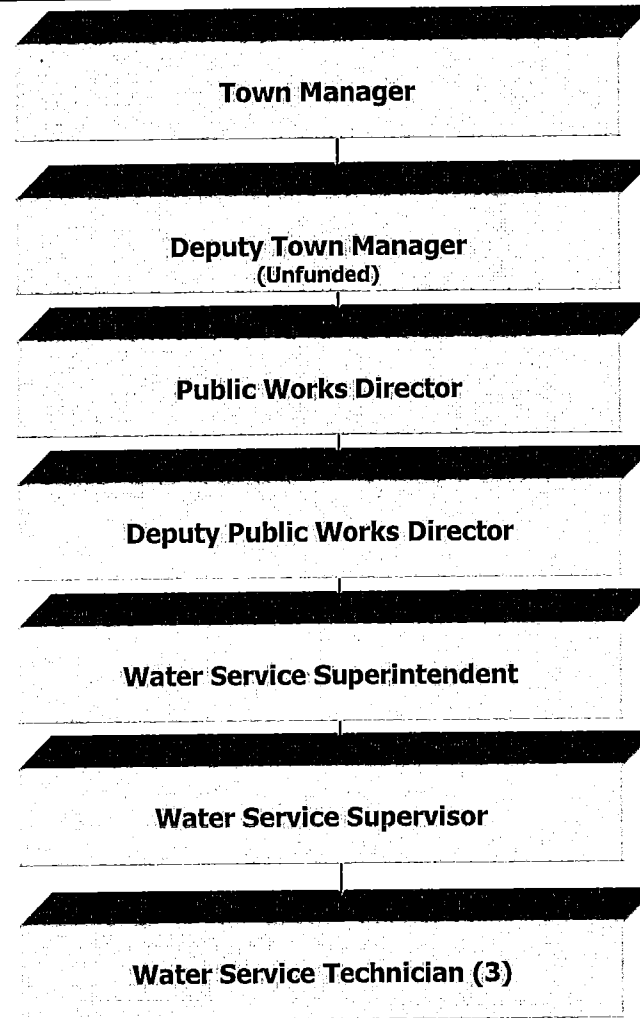 Town Manager
Deputy Town Manager
(Unfunded)
Public Works Director
Deputy Public Works Director
Water Service Superintendent
Water Service Supervisor
Water Service Technician (3)